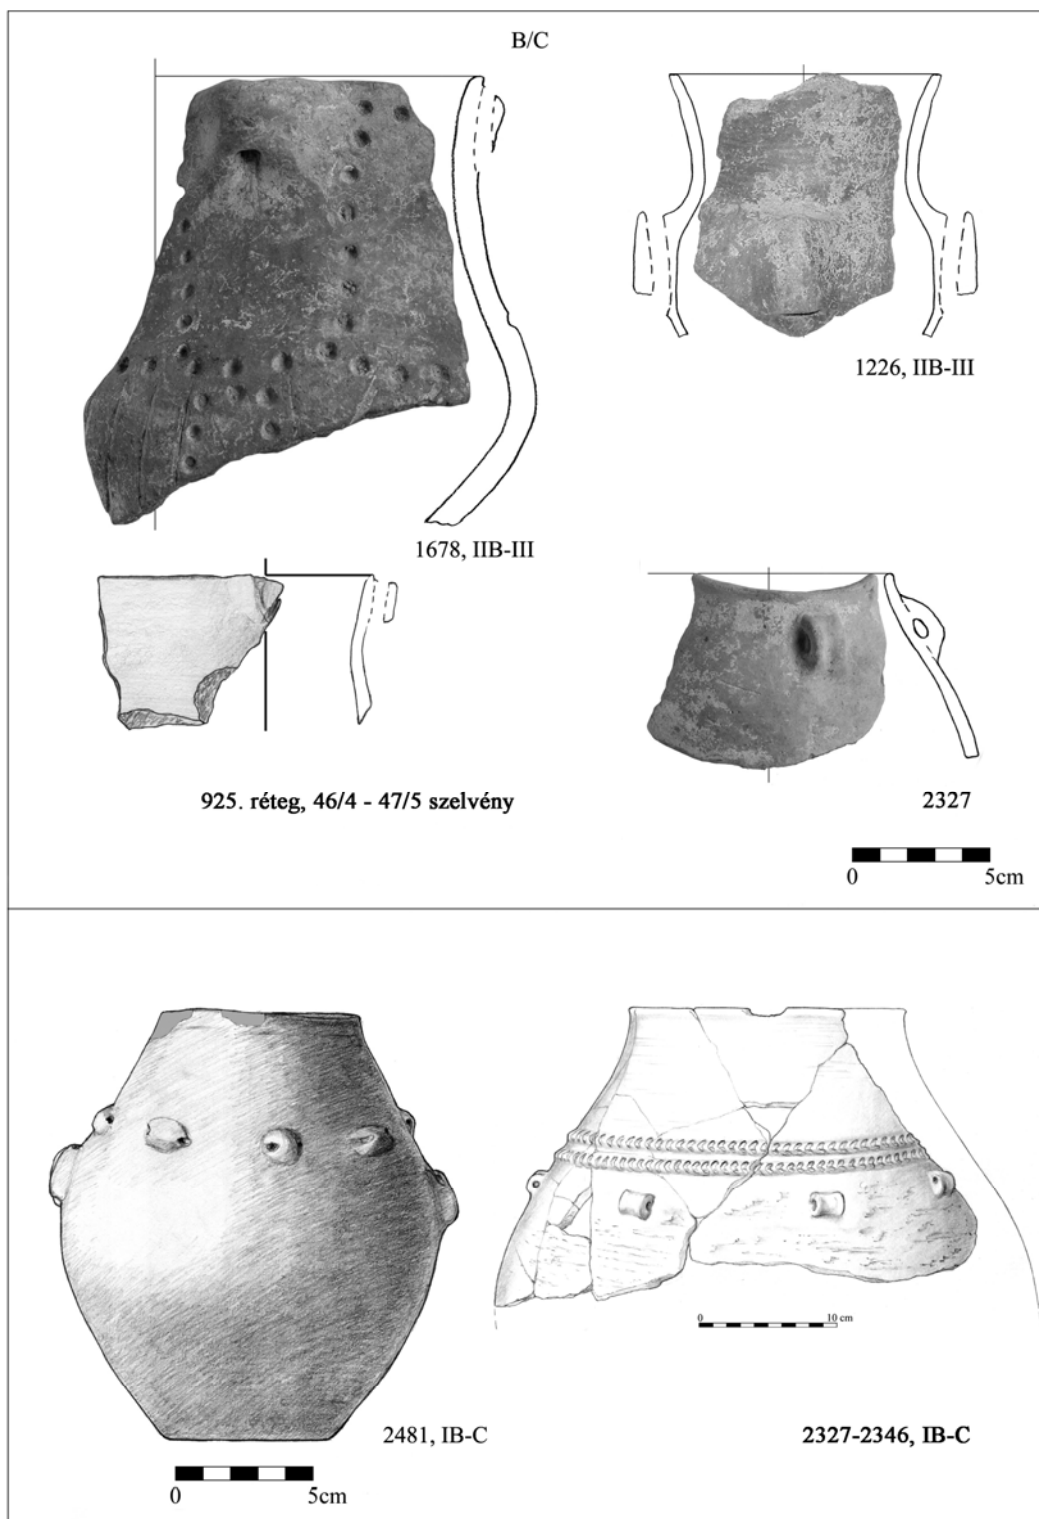 B/C
1226, IIB-III
1678, IIB-III
925. réteg, 46/4 - 47/5 szelvény
2327
0 5cm
0 10 cm
2481, IB-C
2327-2346, IB-C
0 5cm